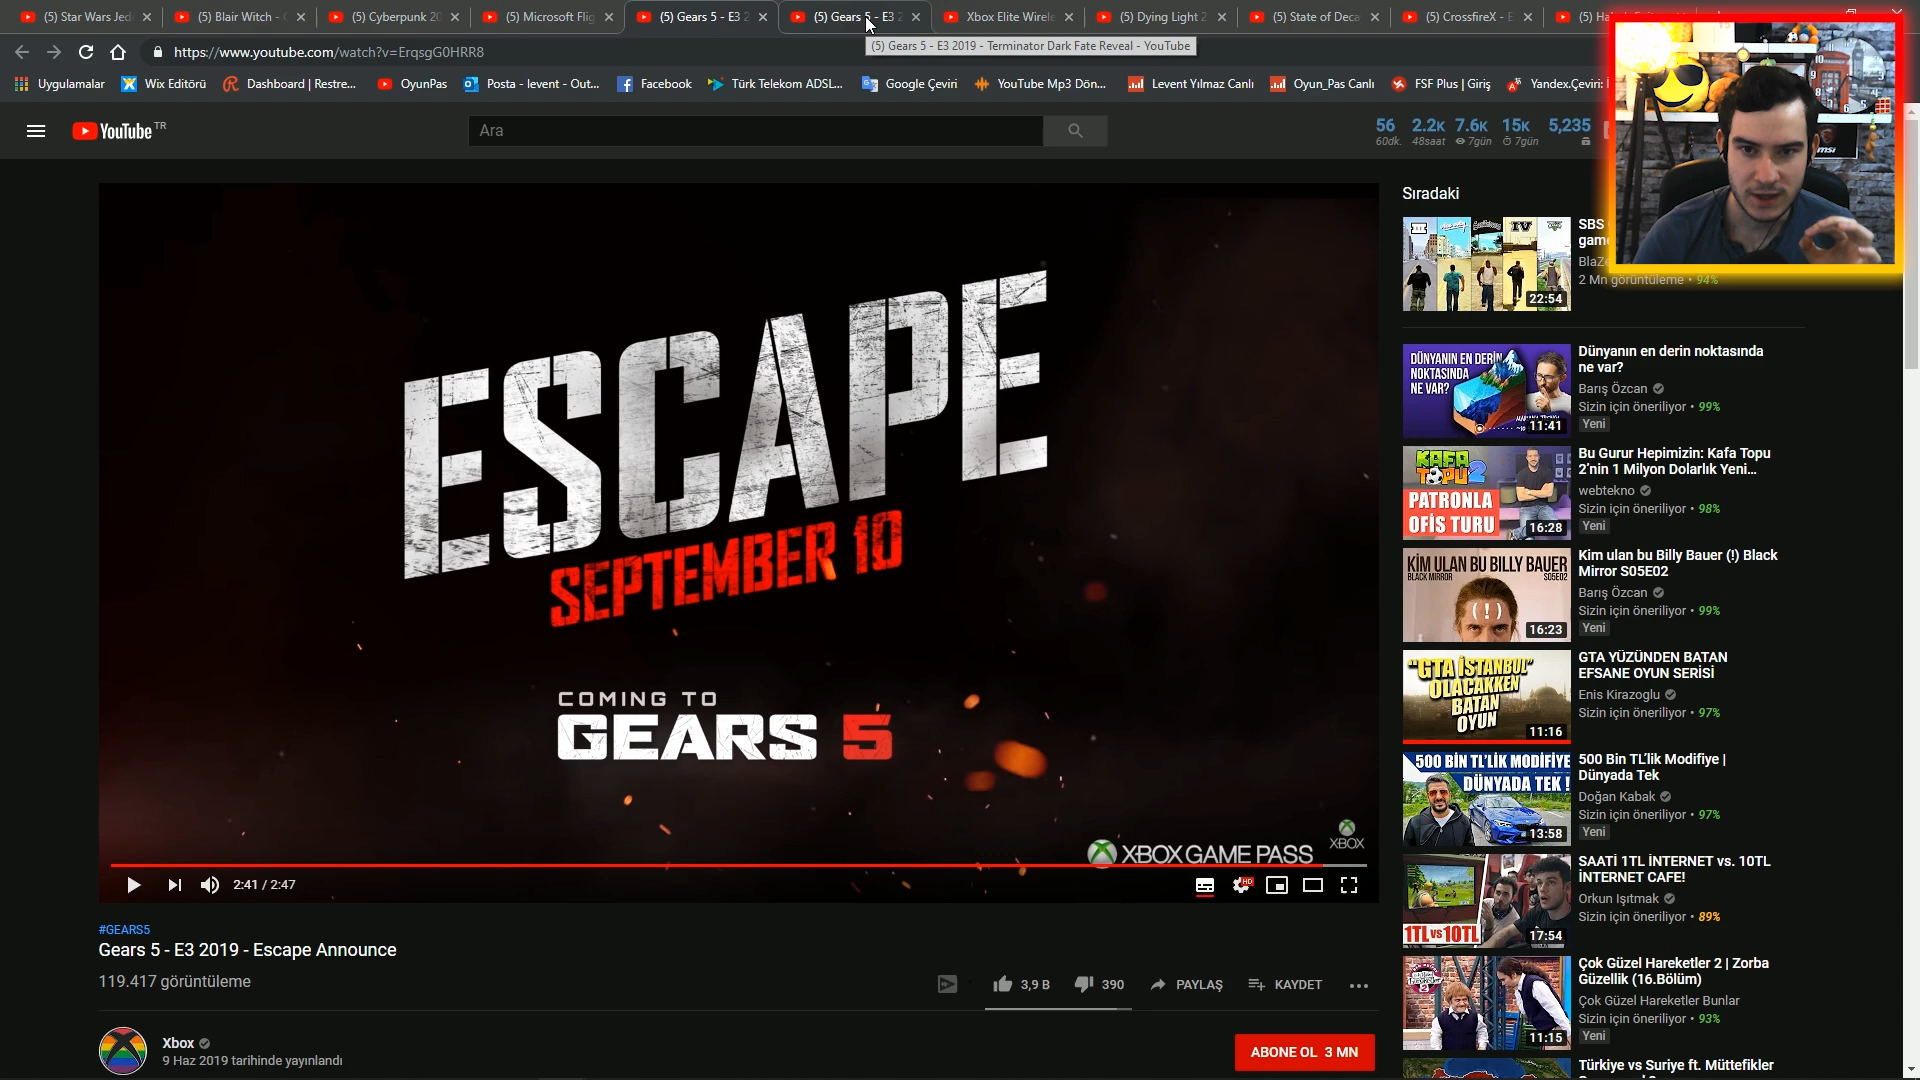 (5) Star Wars Jed
(5) Blair Witch - (
(5) Cyberpunk 20
(5) Microsoft Flig
(5) Gears 5 - E3 2
(5) Gears 5 - E3 2
Xbox Elite Wirele
(5) Dying Light 2
(5) State of Deca
(5) CrossfireX - E
https://www.youtube.com/watch?v=ErqsgG0HRR8
(5) Gears 5 - E3 2019 - Terminator Dark Fate Reveal - YouTube
Uygulamalar
Wix Editörü
Dashboard | Restre...
OyunPas
Posta - levent - Out...
Facebook
Türk Telekom ADSL...
Google Çeviri
YouTube Mp3 Dön...
Levent Yılmaz Canlı
Oyun_Pas Canlı
FSF Plus | Giriş
Yandex.Çeviri:
YouTube TR
Ara
56 2.2K 7.6K 15K 5,235
60dk. 48saat 7gün 7gün
ESCAPE
SEPTEMBER 10
COMING TO
GEARS 5
XBOX GAME PASS
XBOX
2:41 / 2:47
HD
#GEARS5
Gears 5 - E3 2019 - Escape Announce
119.417 görüntüleme
3,9 B
390
PAYLAŞ
KAYDET
Xbox
9 Haz 2019 tarihinde yayınlandı
ABONE OL 3 MN
Sıradaki
III
IV
V
22:54
SBS
2 Mn görüntüleme • 94%
msi
DÜNYANIN EN DERİN
NOKTASINDA
NE VAR?
11:41
Dünyanın en derin noktasında
ne var?
Barış Özcan
Sizin için öneriliyor • 99%
Yeni
KAFA
TOPU 2
PATRONLA
OFİS TURU
16:28
Bu Gurur Hepimizin: Kafa Topu
2'nin 1 Milyon Dolarlık Yeni...
webtekno
Sizin için öneriliyor • 98%
Yeni
KİM ULAN BU BILLY BAUER
BLACK MIRROR
S05E02
(!)
16:23
Kim ulan bu Billy Bauer (!) Black
Mirror S05E02
Barış Özcan
Sizin için öneriliyor • 99%
Yeni
"GTA İSTANBUL"
OLACAKKEN
BATAN
OYUN
11:16
GTA YÜZÜNDEN BATAN
EFSANE OYUN SERİSİ
Enis Kirazoglu
Sizin için öneriliyor • 97%
500 BİN TL'LİK MODİFİYE
DÜNYADA TEK !
13:58
500 Bin TL'lik Modifiye |
Dünyada Tek
Doğan Kabak
Sizin için öneriliyor • 97%
Yeni
1TL vs 10TL
17:54
SAATİ 1TL İNTERNET vs. 10TL
İNTERNET CAFE!
Orkun Işıtmak
Sizin için öneriliyor • 89%
11:15
Çok Güzel Hareketler 2 | Zorba
Güzellik (16.Bölüm)
Çok Güzel Hareketler Bunlar
Sizin için öneriliyor • 93%
Yeni
Türkiye vs Suriye ft. Müttefikler